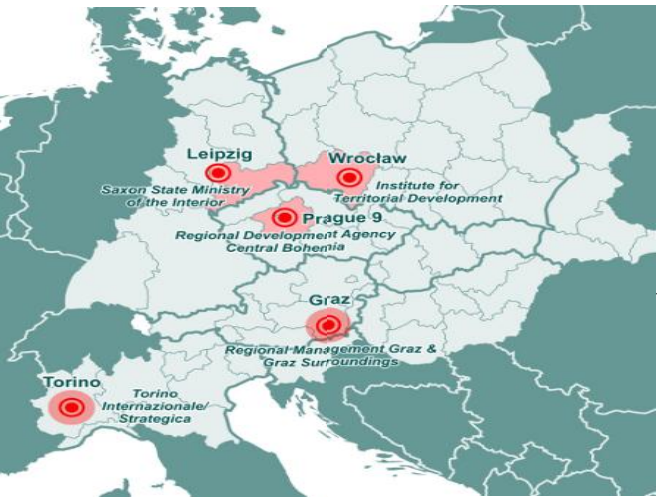 Leipzig
Saxon State Ministry
of the Interior
Wrocław
Institute for
Territorial Development
Prague 9
Regional Development Agency
Central Bohemia
Graz
Regional Management Graz &
Graz Surroundings
Torino
Torino
Internazionale/
Strategica